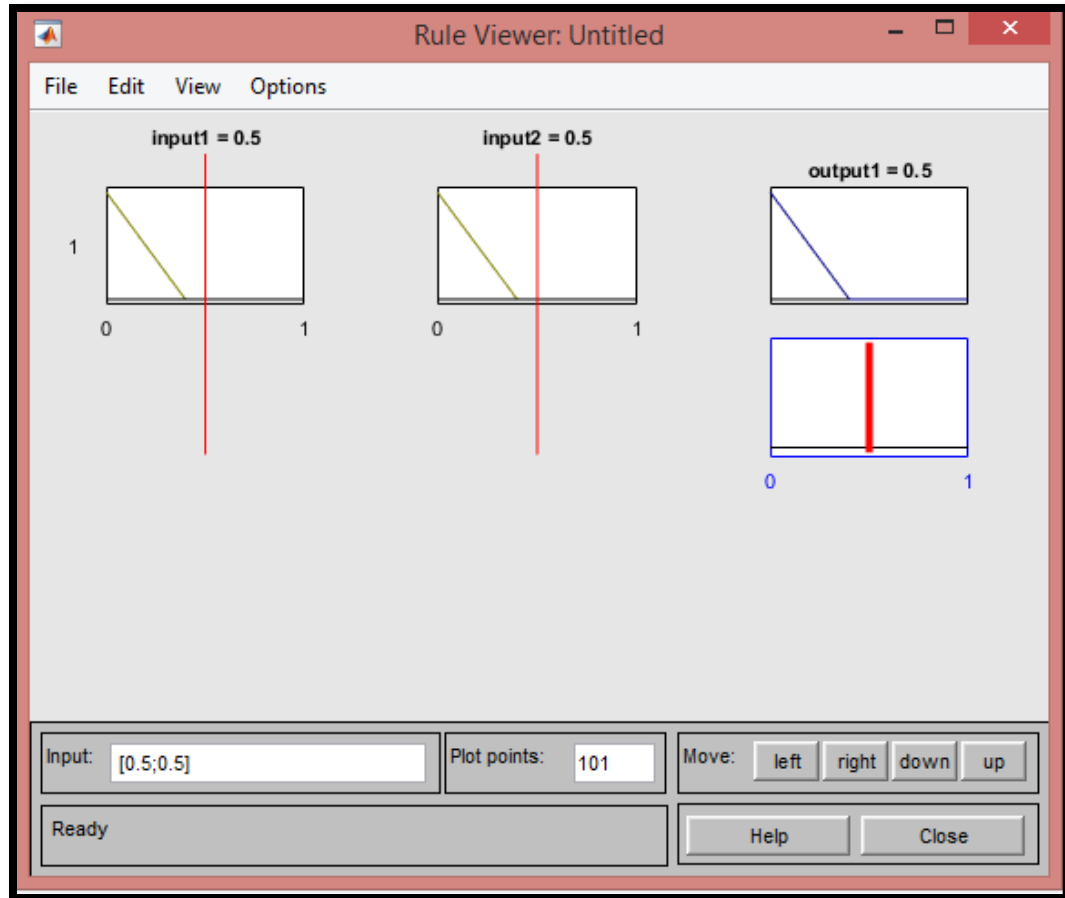 Rule Viewer: Untitled
File Edit View Options
input1 = 0.5 input2 = 0.5
output1 = 0.5
1
0 1 0 1
0 1
Input: [0.5;0.5] Plot points: 101 Move: left right down up
Ready Help Close